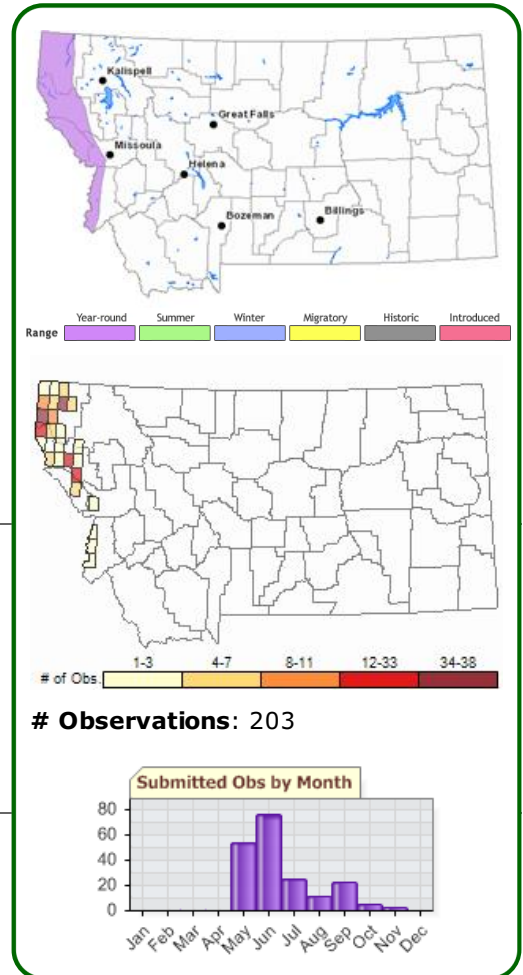 Kalispell
Great Falls
Missoula
Helena
Bozeman
Billings
Year-round Summer Winter Migratory Historic Introduced
Range
1-3 4-7 8-11 12-33 34-38
# of Obs.
# Observations: 203
Submitted Obs by Month
80
60
40
20
0
Jan Feb Mar Apr May Jun Jul Aug Sep Oct Nov Dec